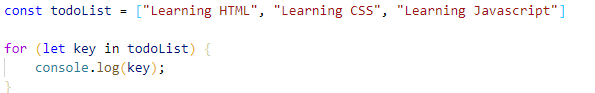 const todoList = ["Learning HTML", "Learning CSS", "Learning Javascript"]
for (let key in todoList) {
console.log(key);
}